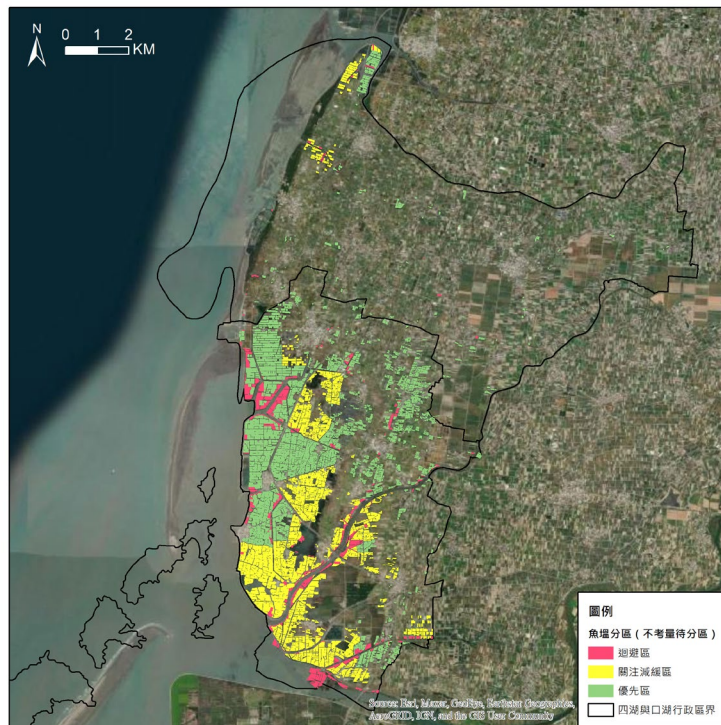 N
0 1 2
KM
圖例
魚塭分區（不考量待分區）
迴避區
關注減緩區
優先區
四湖與口湖行政區界
Source: Esri, Maxar, GeoEye, Earthstar Geographics,
AeroGRID, IGN, and the GIS User Community